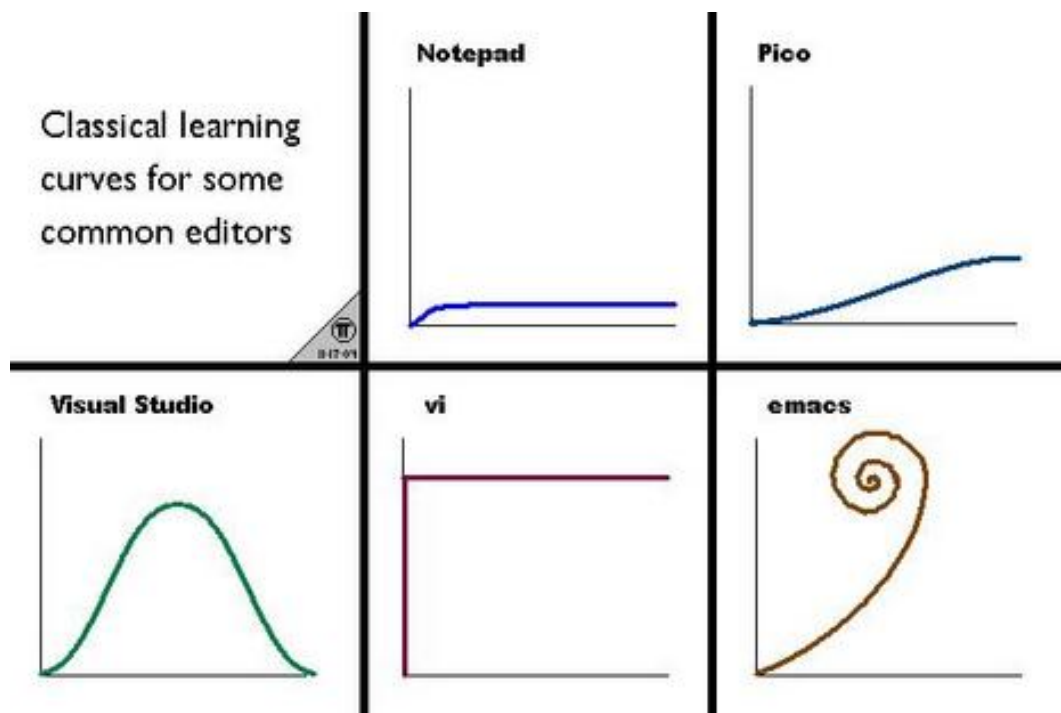 Classical learning
curves for some
common editors
Notepad
Pico
Visual Studio
vi
emacs